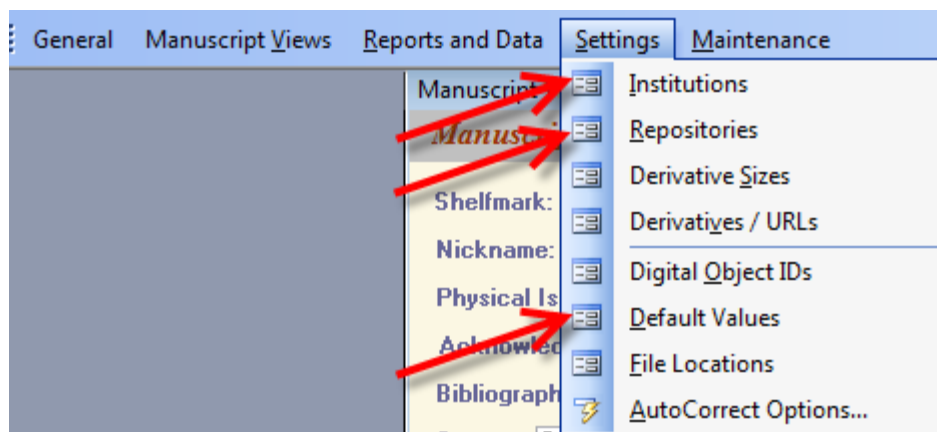 General Manuscript Views Reports and Data Settings Maintenance
Manuscript
Institutions
Repositories
Derivative Sizes
Derivatives / URLs
Digital Object IDs
Default Values
File Locations
AutoCorrect Options...
Shelfmark:
Nickname:
Physical Is
Bibliograph